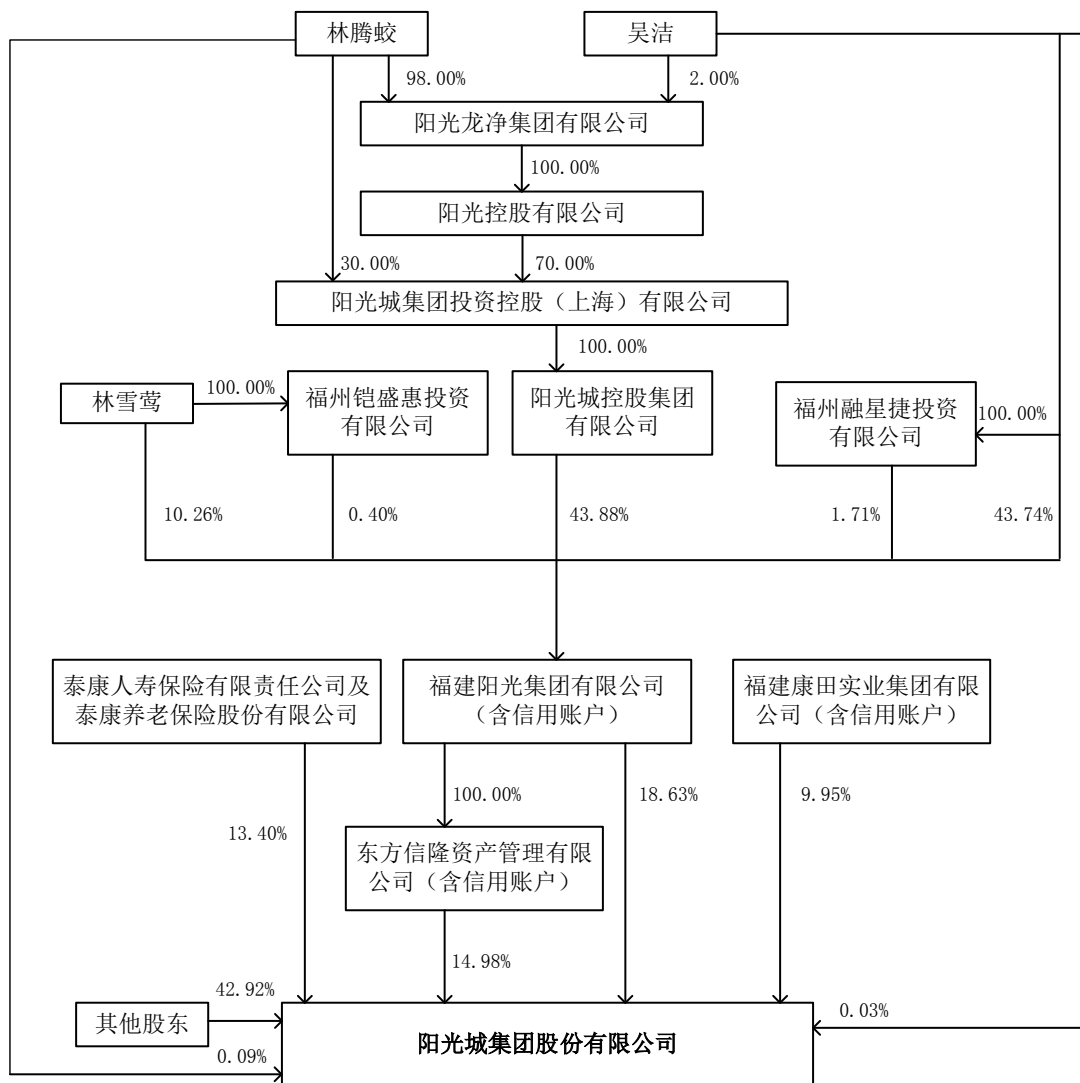 林腾蛟
吴洁
98.00%
2.00%
阳光龙净集团有限公司
100.00%
阳光控股有限公司
30.00%
70.00%
阳光城集团投资控股（上海）有限公司
100.00%
林雪莺
100.00%
福州铠盛惠投资
有限公司
阳光城控股集团
有限公司
福州融星捷投资
有限公司
100.00%
10.26%
0.40%
43.88%
1.71%
43.74%
泰康人寿保险有限责任公司及
泰康养老保险股份有限公司
福建阳光集团有限公司
（含信用账户）
福建康田实业集团有限
公司（含信用账户）
13.40%
100.00%
18.63%
9.95%
东方信隆资产管理有限
公司（含信用账户）
14.98%
42.92%
其他股东
0.09%
阳光城集团股份有限公司
0.03%